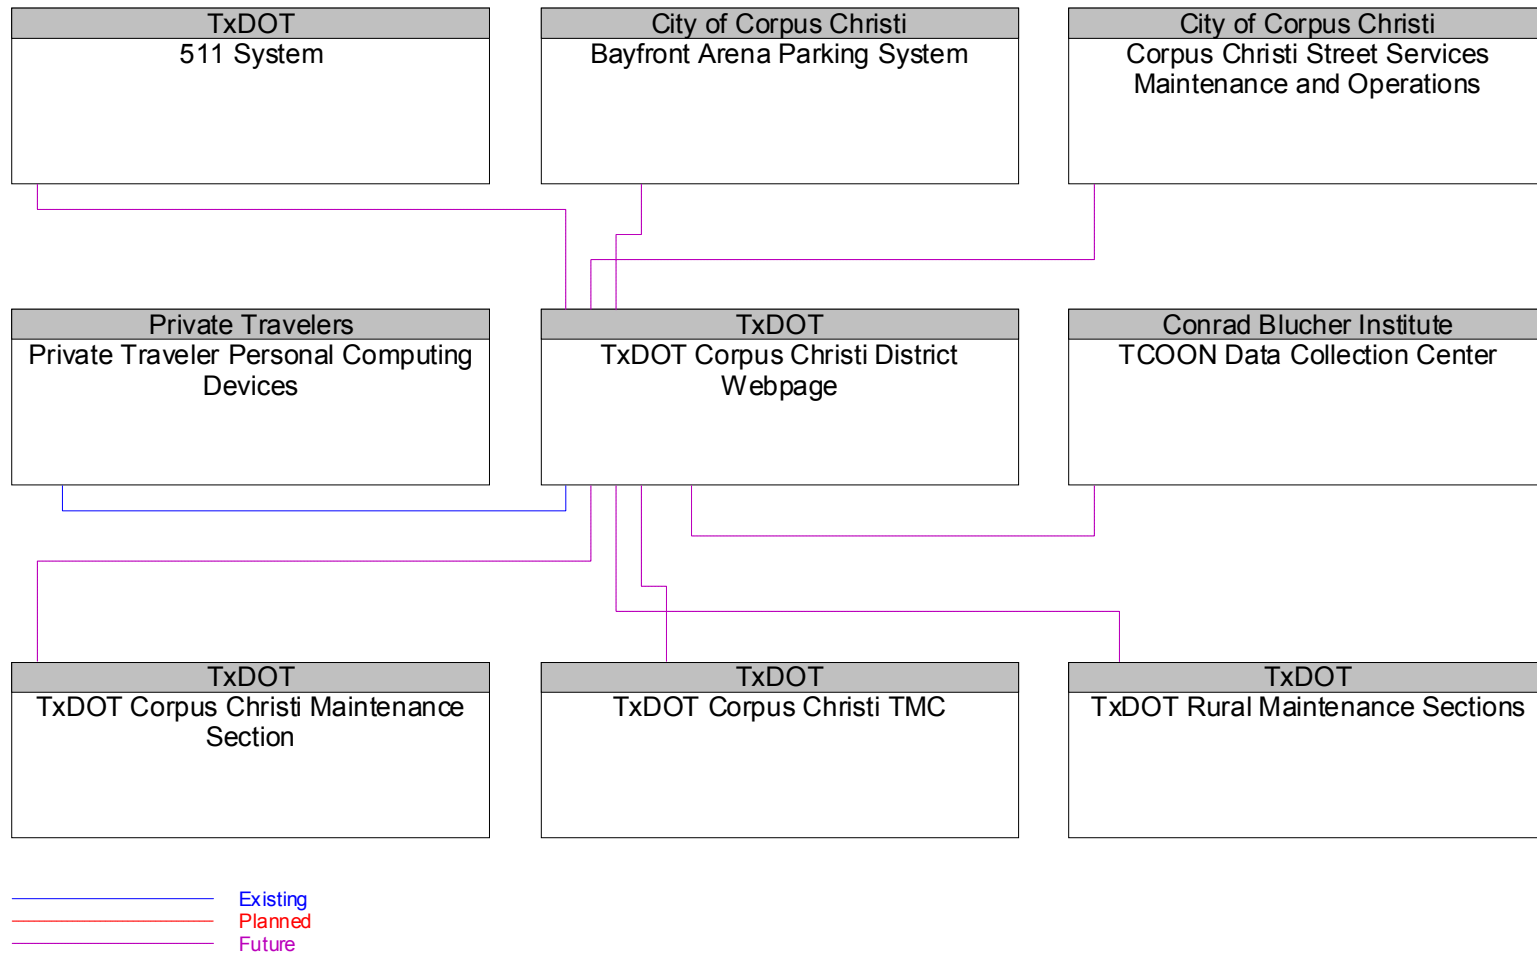 TxDOT
511 System
City of Corpus Christi
Bayfront Arena Parking System
City of Corpus Christi
Corpus Christi Street Services
Maintenance and Operations
Private Travelers
Private Traveler Personal Computing
Devices
TxDOT
TxDOT Corpus Christi District
Webpage
Conrad Blucher Institute
TCOON Data Collection Center
TxDOT
TxDOT Corpus Christi Maintenance
Section
TxDOT
TxDOT Corpus Christi TMC
TxDOT
TxDOT Rural Maintenance Sections
Existing
Planned
Future